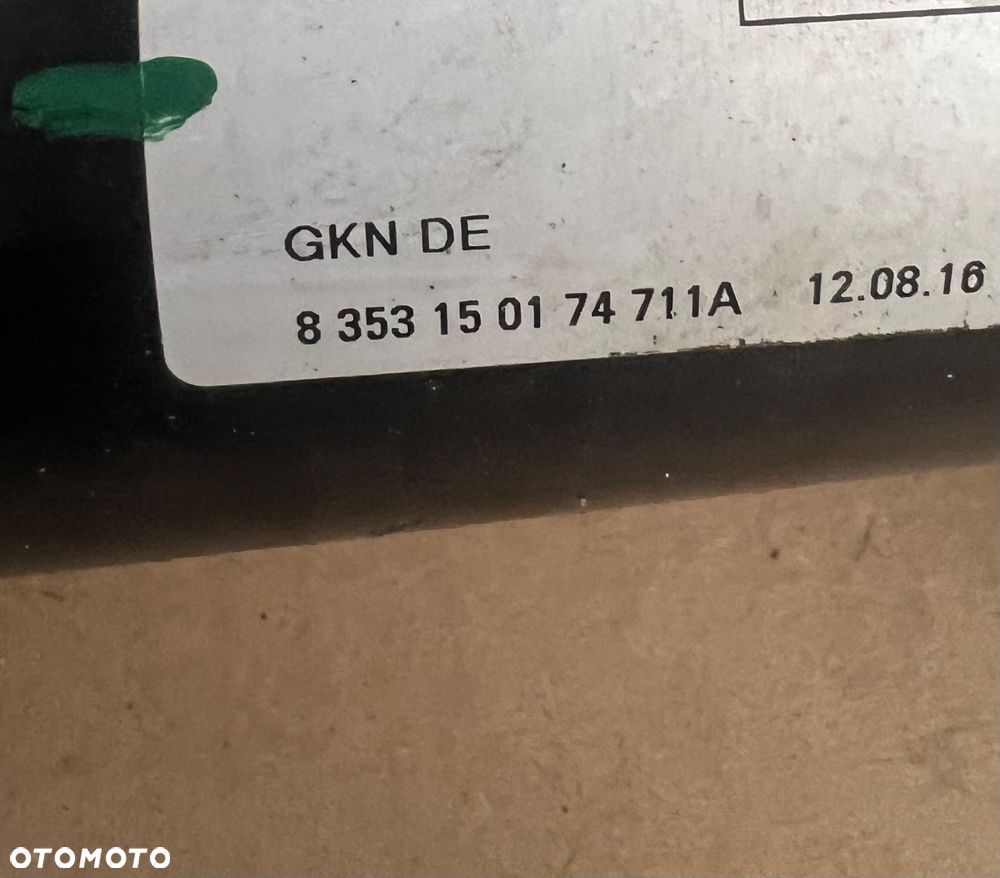 GKN DE
8 353 15 01 74 711A 12.08.16
OTOMOTO